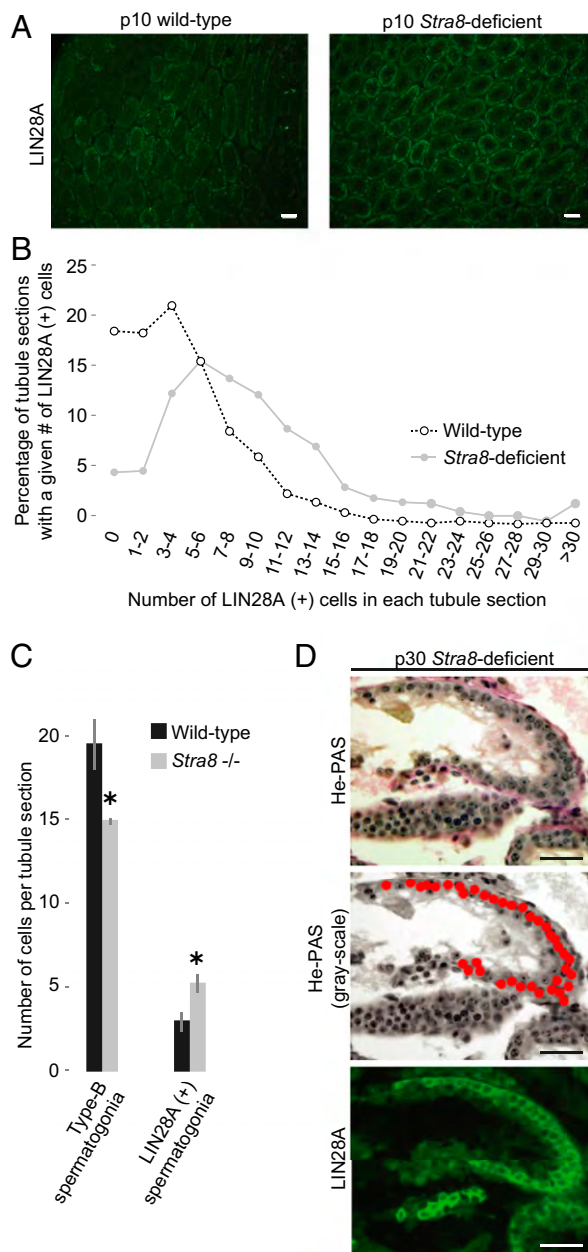 A
p10 wild-type
p10 Stra8-deficient
LIN28A
B
Percentage of tubule sections
with a given # of LIN28A (+) cells
25
20
15
10
5
0
Wild-type
Stra8-deficient
0
1-2
3-4
5-6
7-8
9-10
11-12
13-14
15-16
17-18
19-20
21-22
23-24
25-26
27-28
29-30
>30
Number of LIN28A (+) cells in each tubule section
C
Number of cells per tubule section
20
15
10
5
0
Wild-type
Stra8 -/-
*
*
Type-B
spermatogonia
LIN28A (+)
spermatogonia
D
p30 Stra8-deficient
He-PAS
He-PAS
(gray-scale)
LIN28A